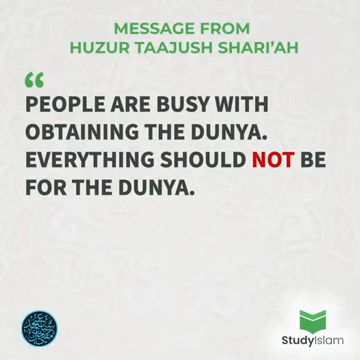 MESSAGE FROM
HUZUR TAAJUSH SHARI'AH
“
PEOPLE ARE BUSY WITH
OBTAINING THE DUNYA.
EVERYTHING SHOULD NOT BE
FOR THE DUNYA.
StudyIslam